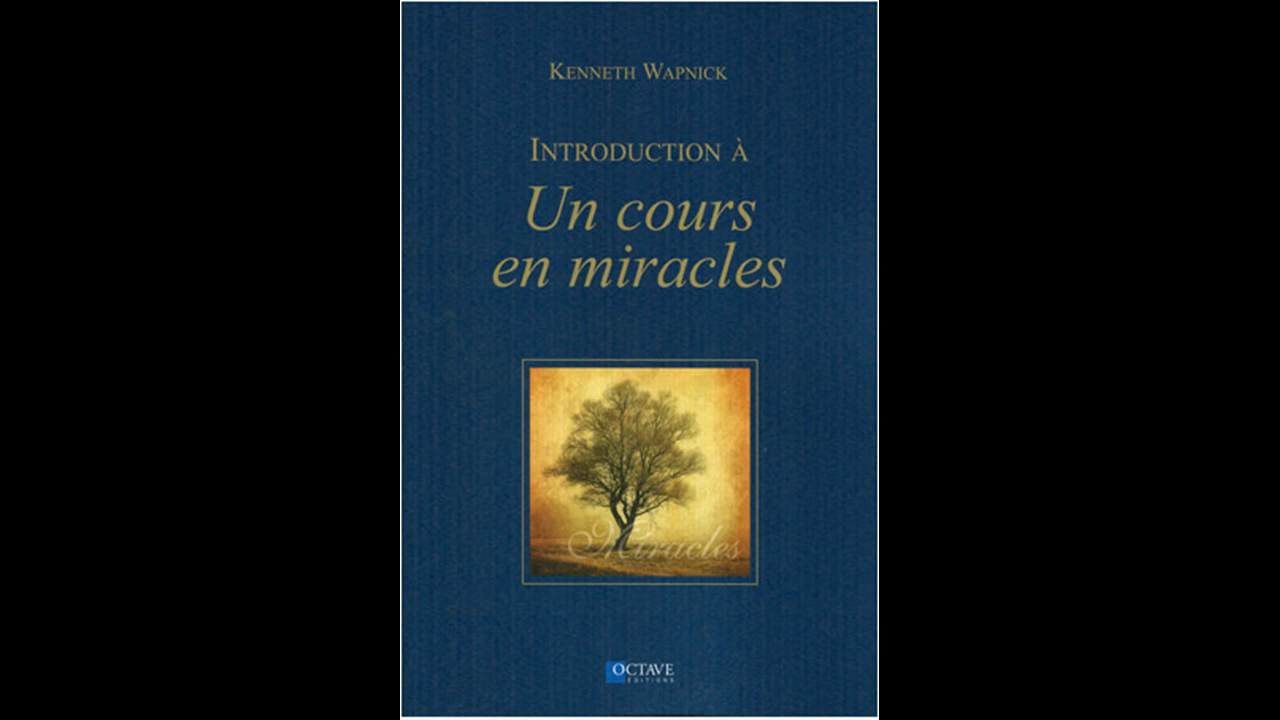 KENNETH WAPNICK
INTRODUCTION À
Un cours
en miracles
Miracles
OCTAVE
ÉDITIONS